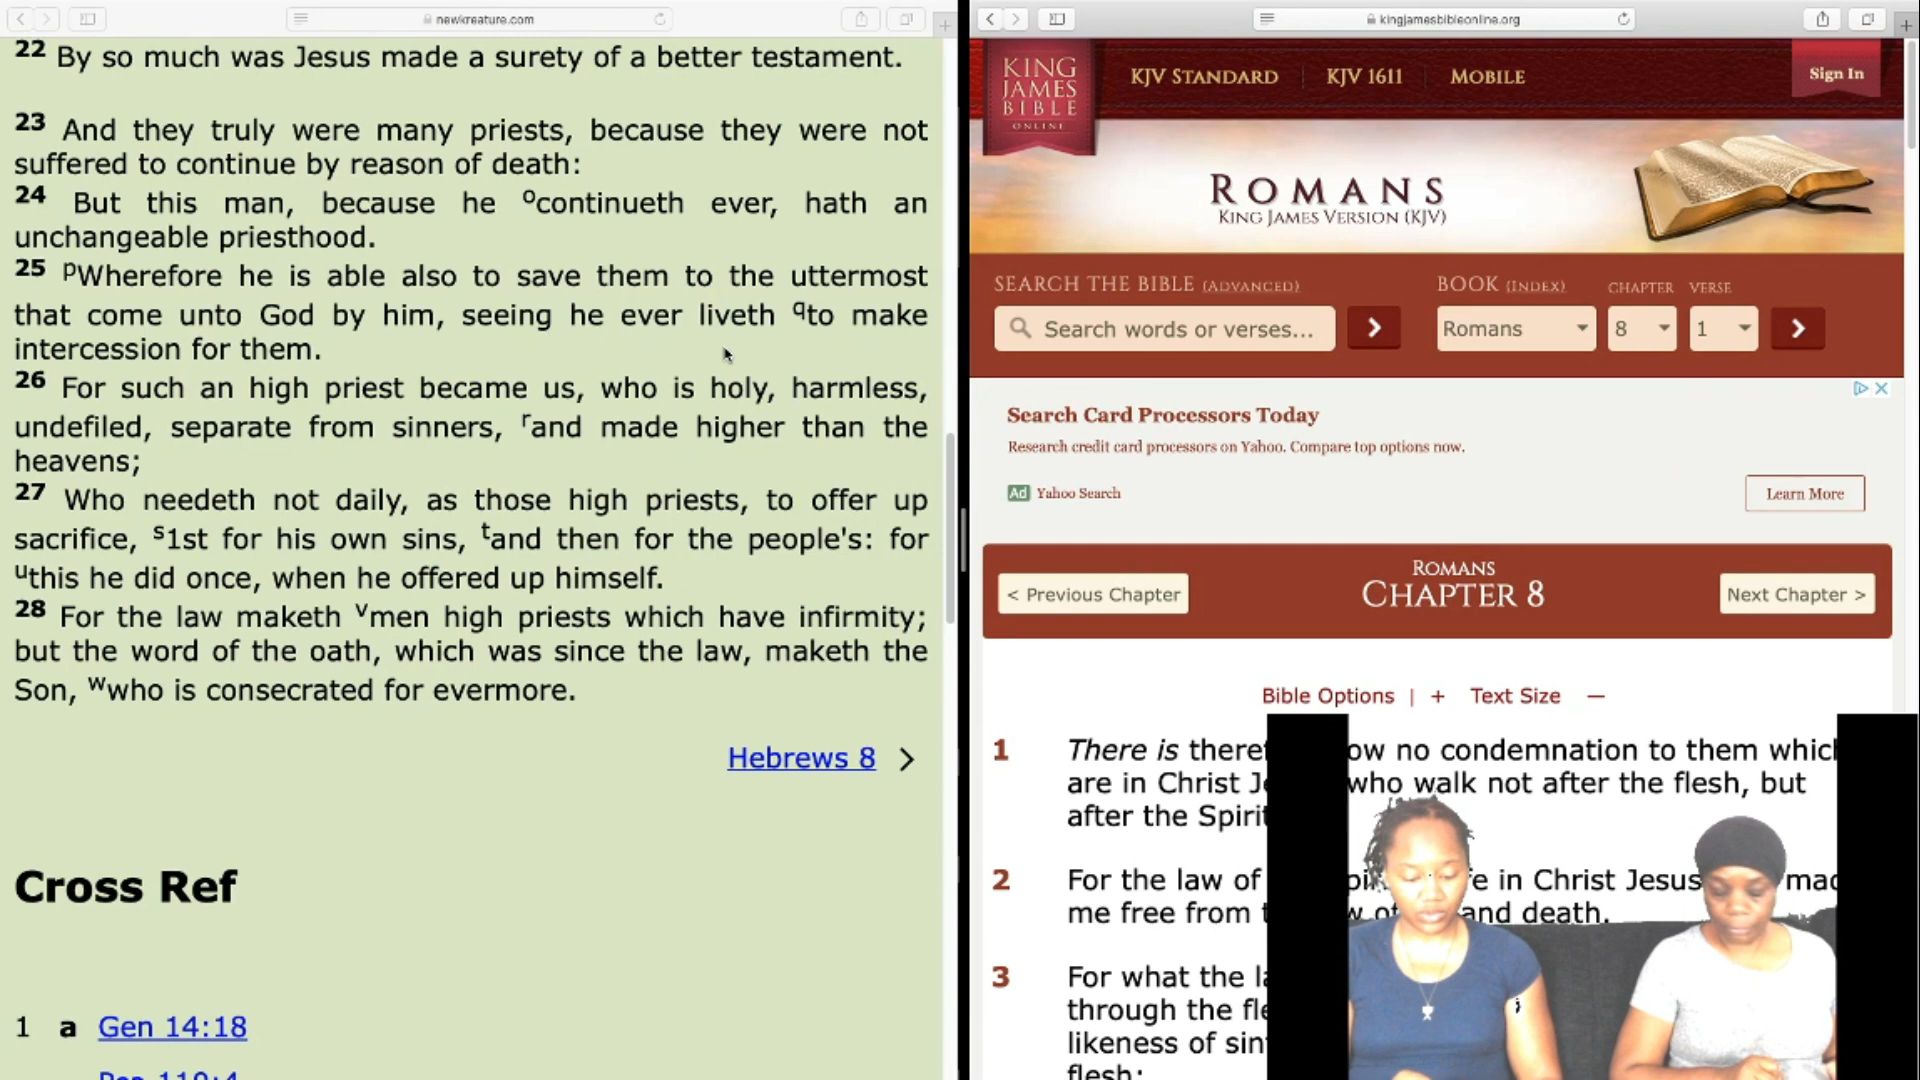 newkreature.com
22 By so much was Jesus made a surety of a better testament.
23 And they truly were many priests, because they were not
suffered to continue by reason of death:
24 But this man, because he ocontinueth ever, hath an
unchangeable priesthood.
25 pWherefore he is able also to save them to the uttermost
that come unto God by him, seeing he ever liveth qto make
intercession for them.
26 For such an high priest became us, who is holy, harmless,
undefiled, separate from sinners, rand made higher than the
heavens;
27 Who needeth not daily, as those high priests, to offer up
sacrifice, s1st for his own sins, tand then for the people's: for
uthis he did once, when he offered up himself.
28 For the law maketh vmen high priests which have infirmity;
but the word of the oath, which was since the law, maketh the
Son, wwho is consecrated for evermore.
Hebrews 8 >
Cross Ref
1 a Gen 14:18
kingjamesbibleonline.org
KING
JAMES
BIBLE
ONLINE
KJV STANDARD
KJV 1611
MOBILE
Sign In
ROMANS
KING JAMES VERSION (KJV)
SEARCH THE BIBLE (ADVANCED)
BOOK (INDEX)
CHAPTER
VERSE
Search words or verses...
Romans
8
1
Search Card Processors Today
Research credit card processors on Yahoo. Compare top options now.
Ad Yahoo Search
Learn More
< Previous Chapter
ROMANS
CHAPTER 8
Next Chapter >
Bible Options | + Text Size —
1 There is now no condemnation to them which
are in Christ who walk not after the flesh, but
after the
2 For the law of in Christ Jesus
me free from and death.
3 For what the
through the
likeness of
flesh: